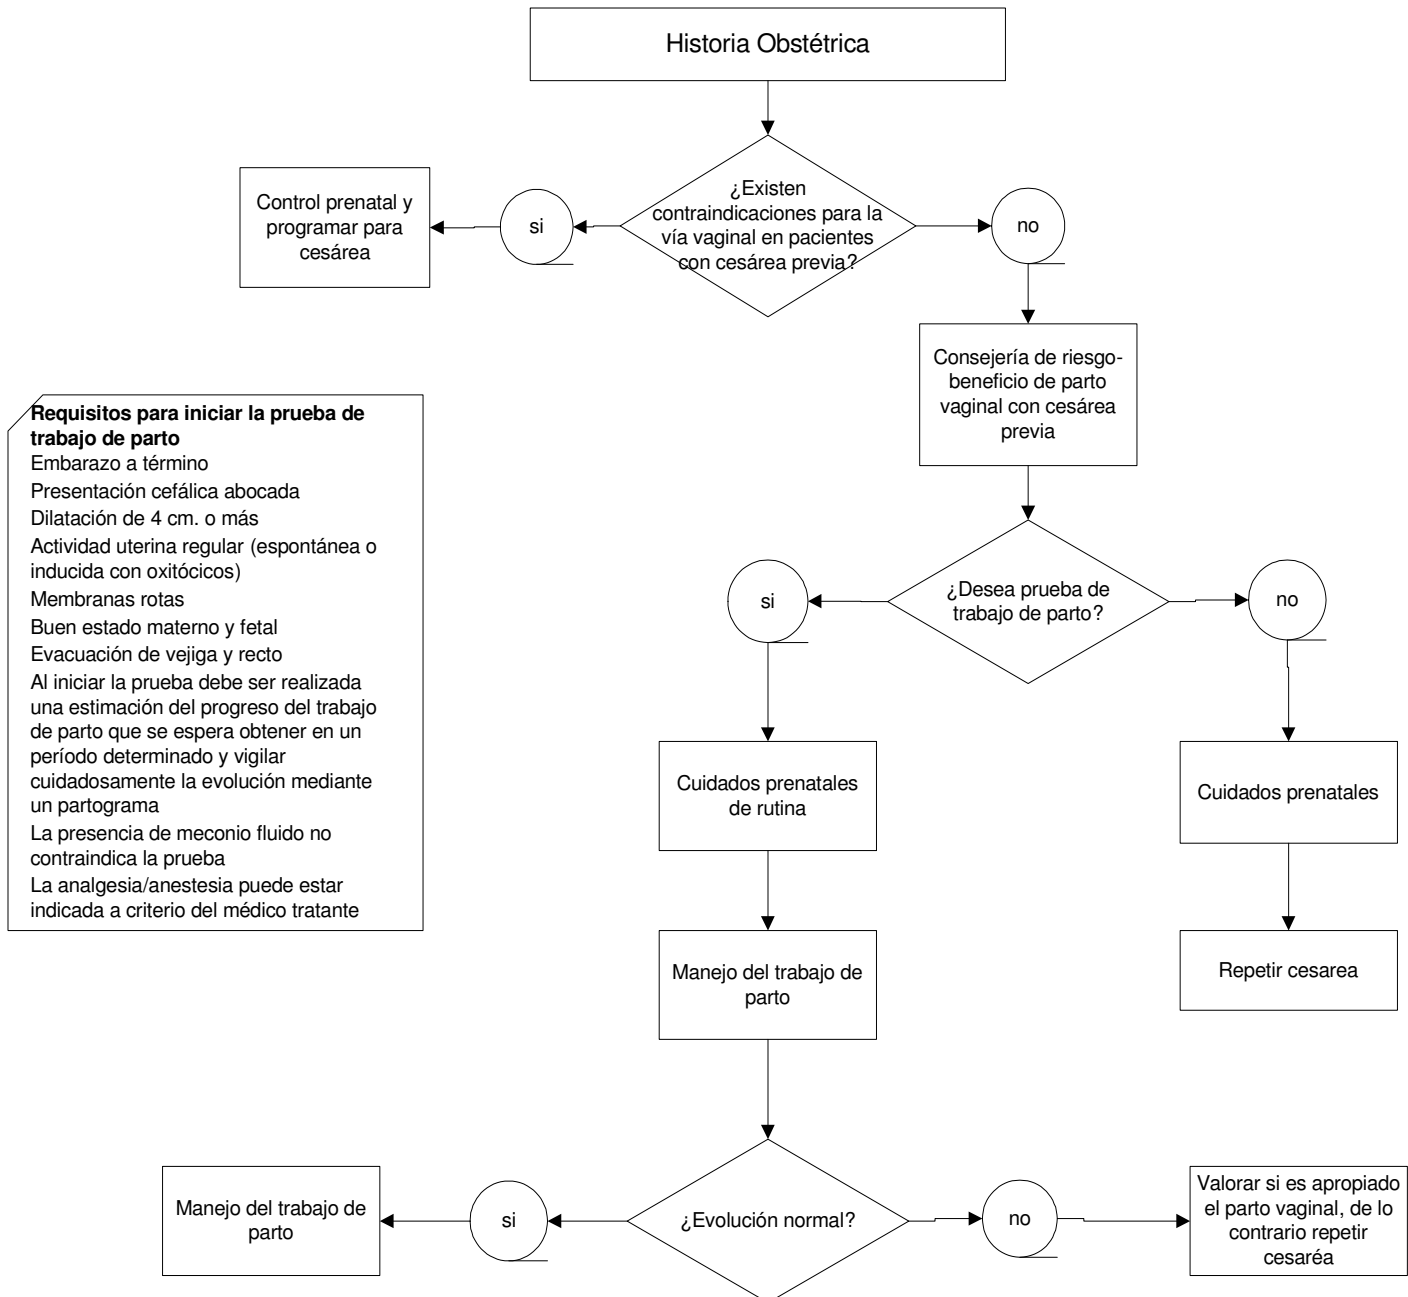 Historia Obstétrica
¿Existen
contraindicaciones para la
vía vaginal en pacientes
con cesárea previa?
si
no
Control prenatal y
programar para
cesárea
Consejería de riesgo-
beneficio de parto
vaginal con cesárea
previa
Requisitos para iniciar la prueba de
trabajo de parto
Embarazo a término
Presentación cefálica abocada
Dilatación de 4 cm. o más
Actividad uterina regular (espontánea o
inducida con oxitócicos)
Membranas rotas
Buen estado materno y fetal
Evacuación de vejiga y recto
Al iniciar la prueba debe ser realizada
una estimación del progreso del trabajo
de parto que se espera obtener en un
período determinado y vigilar
cuidadosamente la evolución mediante
un partograma
La presencia de meconio fluido no
contraindica la prueba
La analgesia/anestesia puede estar
indicada a criterio del médico tratante
¿Desea prueba de
trabajo de parto?
si
no
Cuidados prenatales
de rutina
Cuidados prenatales
Manejo del trabajo de
parto
Repetir cesarea
¿Evolución normal?
si
no
Manejo del trabajo de
parto
Valorar si es apropiado
el parto vaginal, de lo
contrario repetir
cesaréa